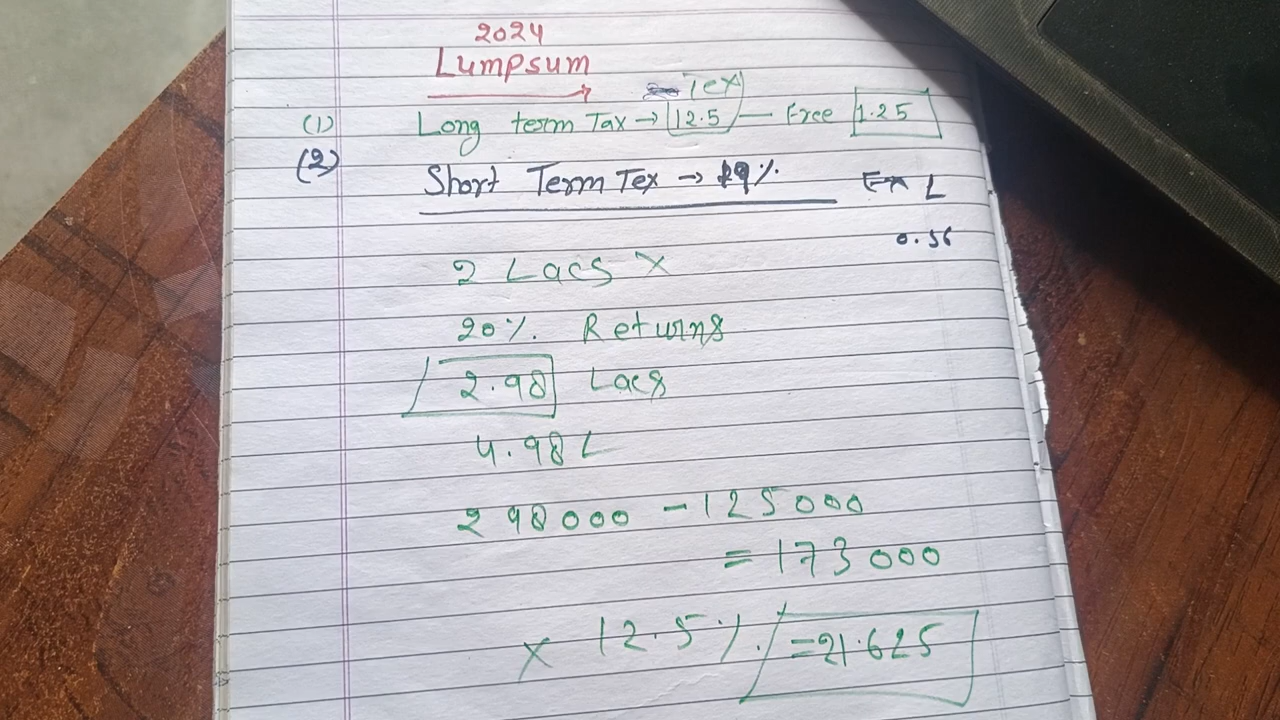 2024
Lumpsum
Tex
(1) Long term Tax → 12.5 — Free 1.25
(2) Short Term Tex → 19%
L
0.56
2 Lacs X
20% Returns
2.98 Lacs
4.98 L
298000 - 125000
= 173000
x 12.5% = 21.625